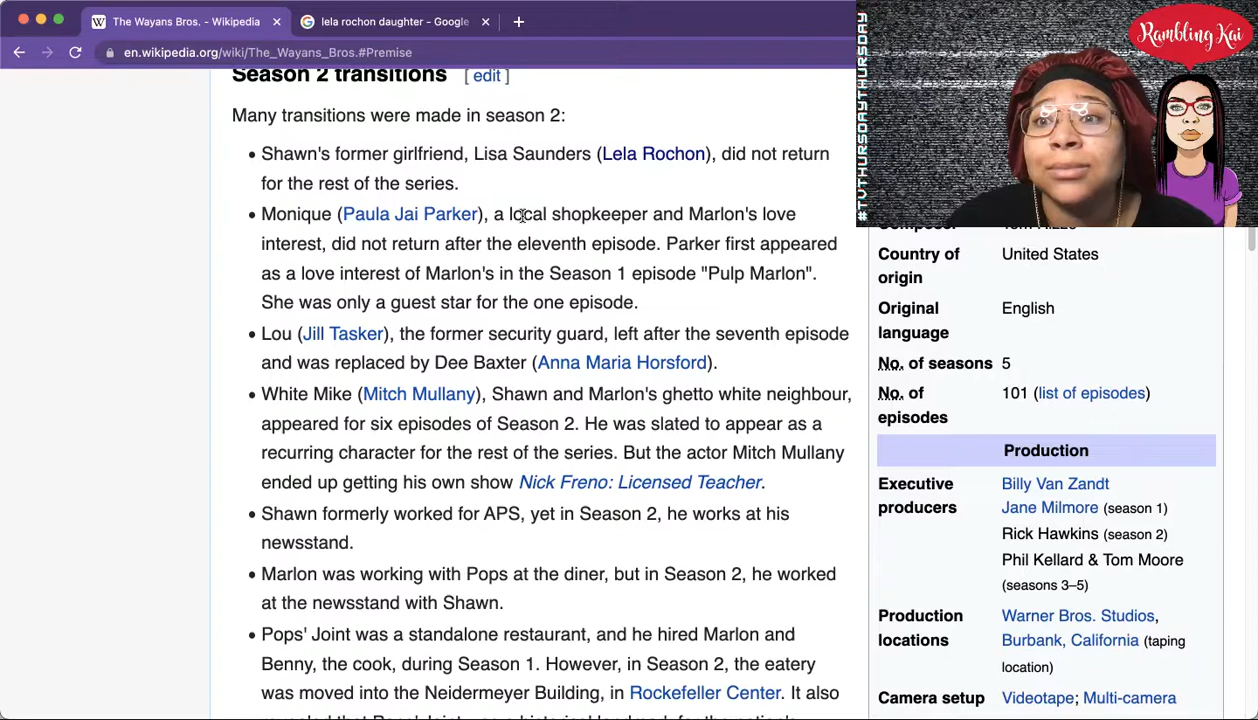 The Wayans Bros. - Wikipedia
lela rochon daughter - Google
en.wikipedia.org/wiki/The_Wayans_Bros.#Premise
Rambling Kai
#TVTHURSDAYTHURSDAY
Season 2 transitions [ edit ]
Many transitions were made in season 2:
• Shawn's former girlfriend, Lisa Saunders (Lela Rochon), did not return
for the rest of the series.
• Monique (Paula Jai Parker), a local shopkeeper and Marlon's love
interest, did not return after the eleventh episode. Parker first appeared
as a love interest of Marlon's in the Season 1 episode "Pulp Marlon".
She was only a guest star for the one episode.
• Lou (Jill Tasker), the former security guard, left after the seventh episode
and was replaced by Dee Baxter (Anna Maria Horsford).
• White Mike (Mitch Mullany), Shawn and Marlon's ghetto white neighbour,
appeared for six episodes of Season 2. He was slated to appear as a
recurring character for the rest of the series. But the actor Mitch Mullany
ended up getting his own show Nick Freno: Licensed Teacher.
• Shawn formerly worked for APS, yet in Season 2, he works at his
newsstand.
• Marlon was working with Pops at the diner, but in Season 2, he worked
at the newsstand with Shawn.
• Pops' Joint was a standalone restaurant, and he hired Marlon and
Benny, the cook, during Season 1. However, in Season 2, the eatery
was moved into the Neidermeyer Building, in Rockefeller Center. It also
Country of United States
origin
Original English
language
No. of seasons 5
No. of 101 (list of episodes)
episodes
Production
Executive Billy Van Zandt
producers Jane Milmore (season 1)
Rick Hawkins (season 2)
Phil Kellard & Tom Moore
(seasons 3–5)
Production Warner Bros. Studios,
locations Burbank, California (taping
location)
Camera setup Videotape; Multi-camera